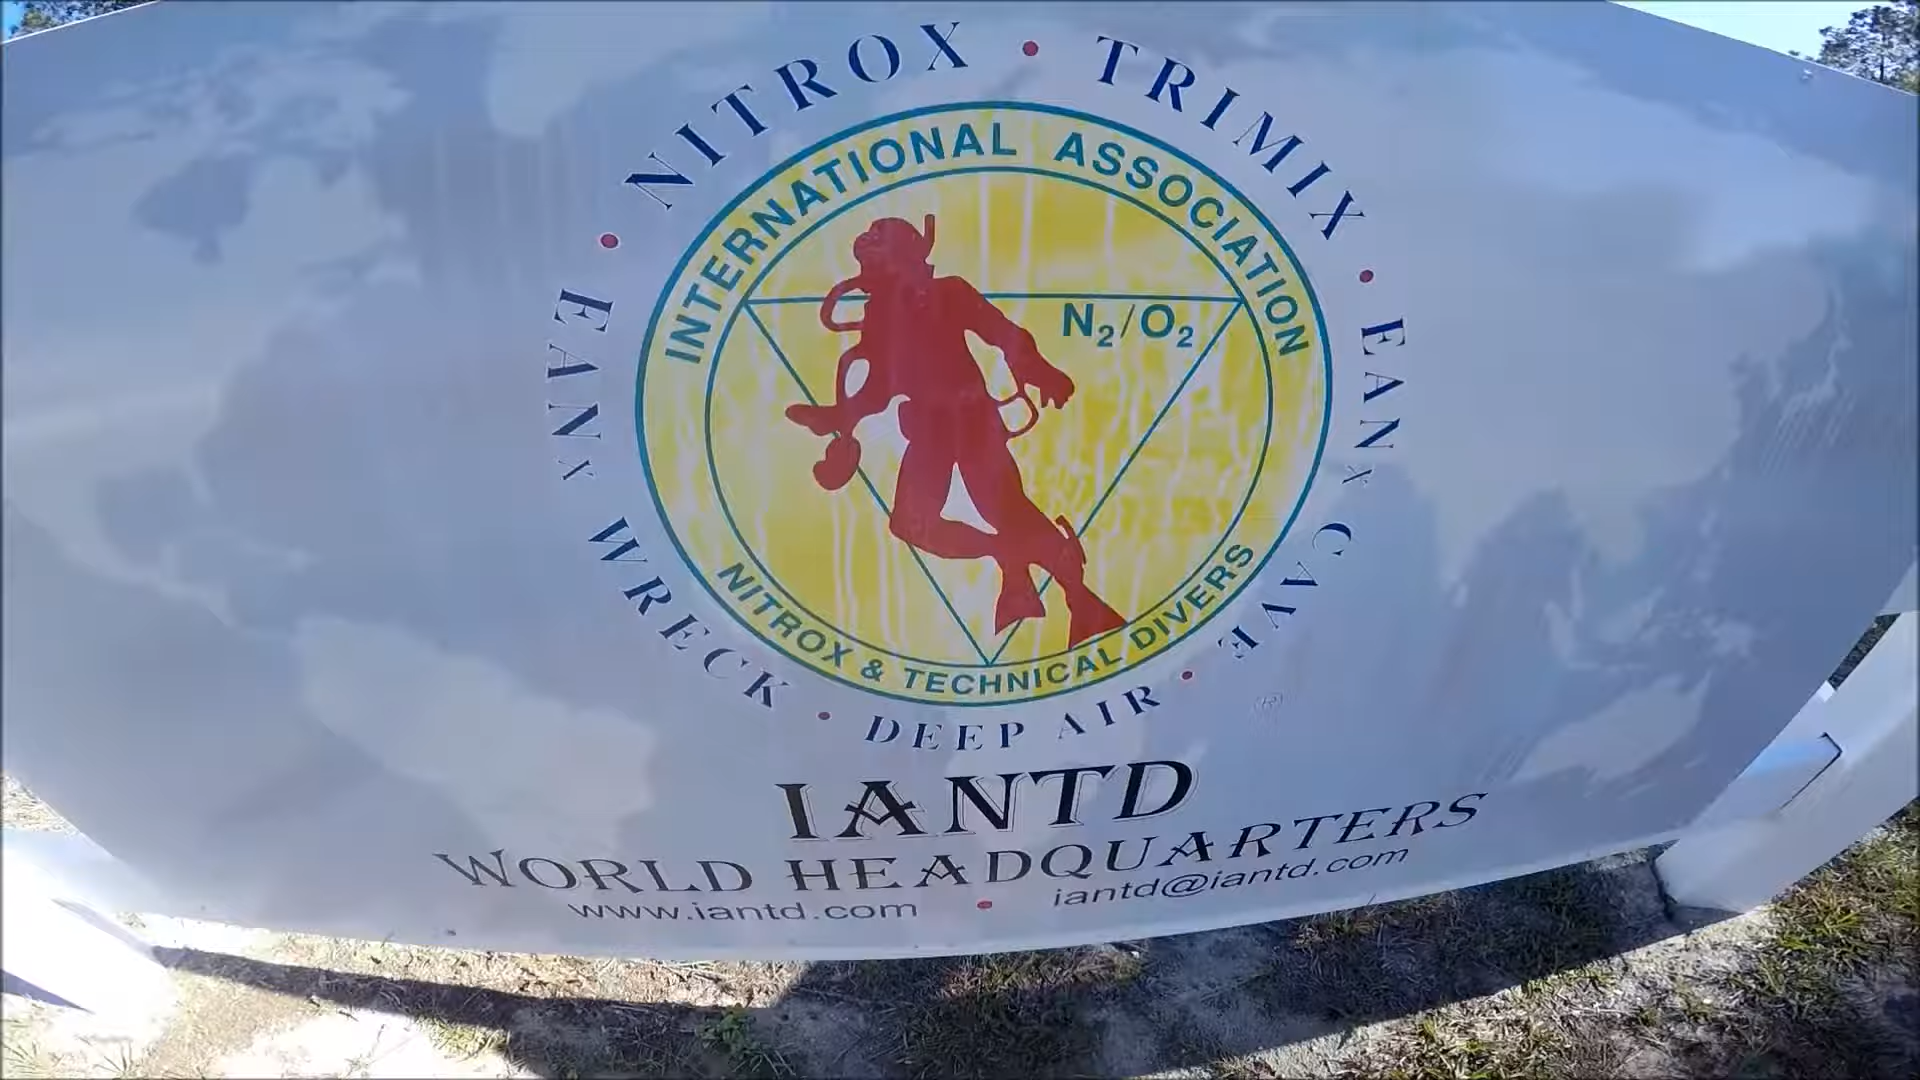 NITROX • TRIMIX
• EANx WRECK • DEEP AIR • CAVE EANx •
INTERNATIONAL ASSOCIATION
N2/O2
NITROX & TECHNICAL DIVERS
®
IANTD
WORLD HEADQUARTERS
www.iantd.com • iantd@iantd.com